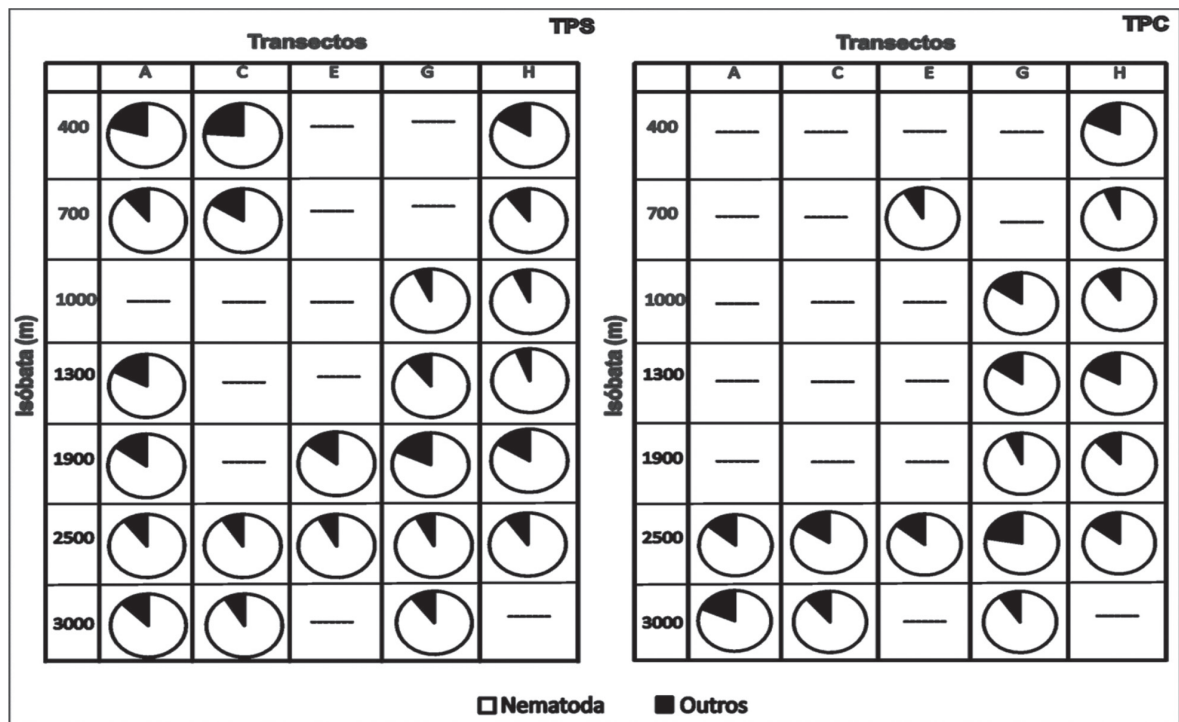 TPS
Transectos
A C E G H
Isóbata (m)
400
700
1000
1300
1900
2500
3000
TPC
Transectos
A C E G H
Isóbata (m)
400
700
1000
1300
1900
2500
3000
Nematoda Outros